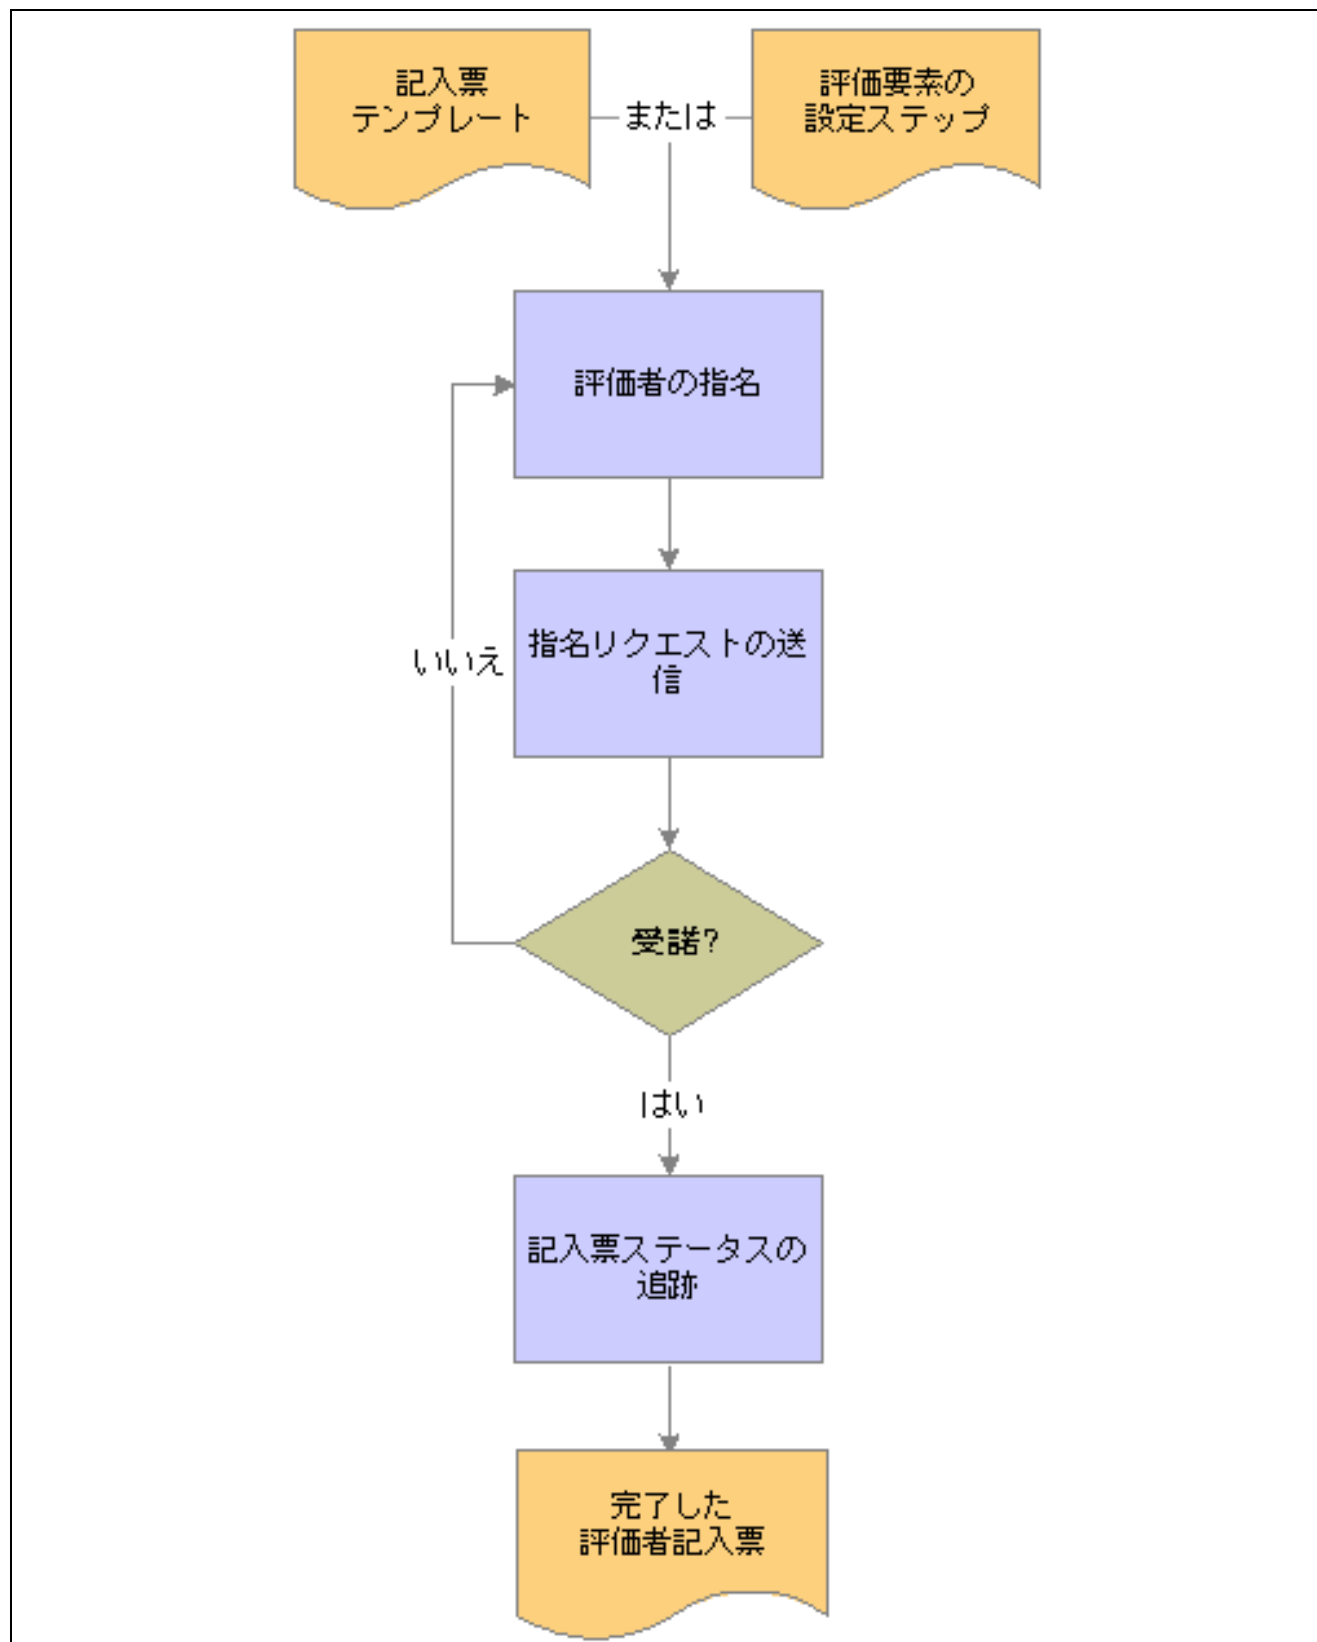 記入票
テンプレート
または
評価要素の
設定ステップ
評価者の指名
指名リクエストの送
信
いいえ
受諾?
はい
記入票ステータスの
追跡
完了した
評価者記入票